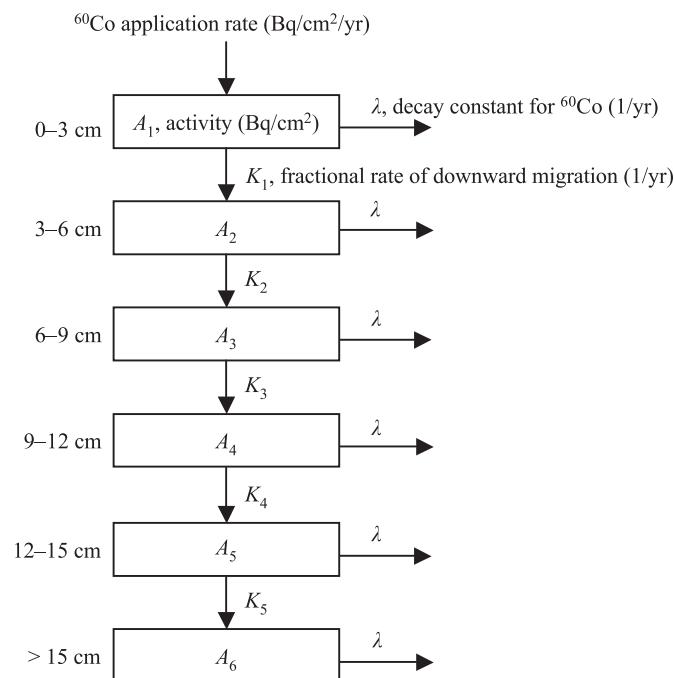 ⁶⁰Co application rate (Bq/cm²/yr)
0–3 cm A₁, activity (Bq/cm²) λ, decay constant for ⁶⁰Co (1/yr)
K₁, fractional rate of downward migration (1/yr)
3–6 cm A₂ λ
K₂
6–9 cm A₃ λ
K₃
9–12 cm A₄ λ
K₄
12–15 cm A₅ λ
K₅
> 15 cm A₆ λ